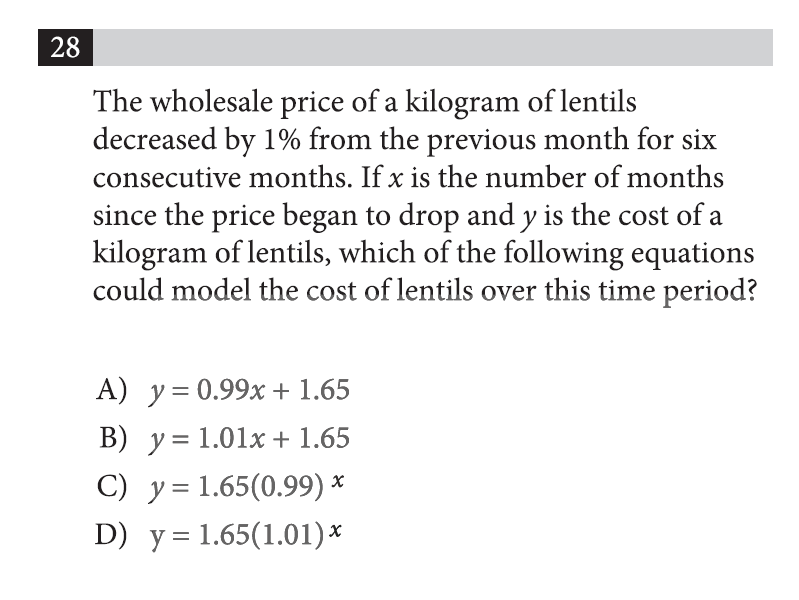 28
The wholesale price of a kilogram of lentils
decreased by 1% from the previous month for six
consecutive months. If x is the number of months
since the price began to drop and y is the cost of a
kilogram of lentils, which of the following equations
could model the cost of lentils over this time period?
A) y = 0.99x + 1.65
B) y = 1.01x + 1.65
C) y = 1.65(0.99) ˣ
D) y = 1.65(1.01) ˣ